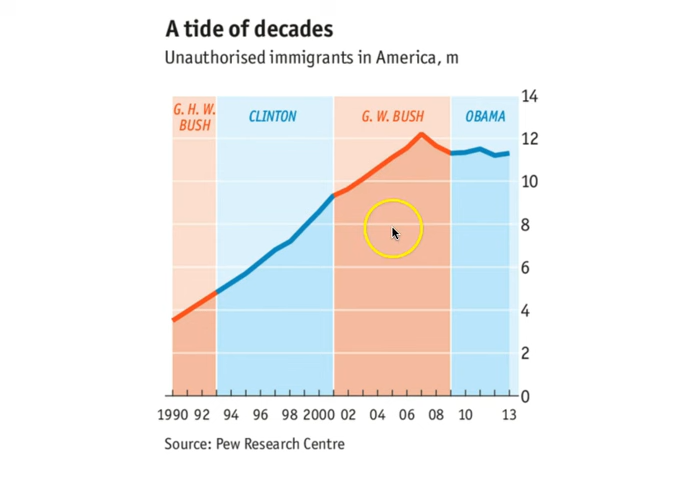 A tide of decades
Unauthorised immigrants in America, m
G. H. W.
BUSH
CLINTON
G. W. BUSH
OBAMA
14
12
10
8
6
4
2
0
1990 92 94 96 98 2000 02 04 06 08 10 13
Source: Pew Research Centre